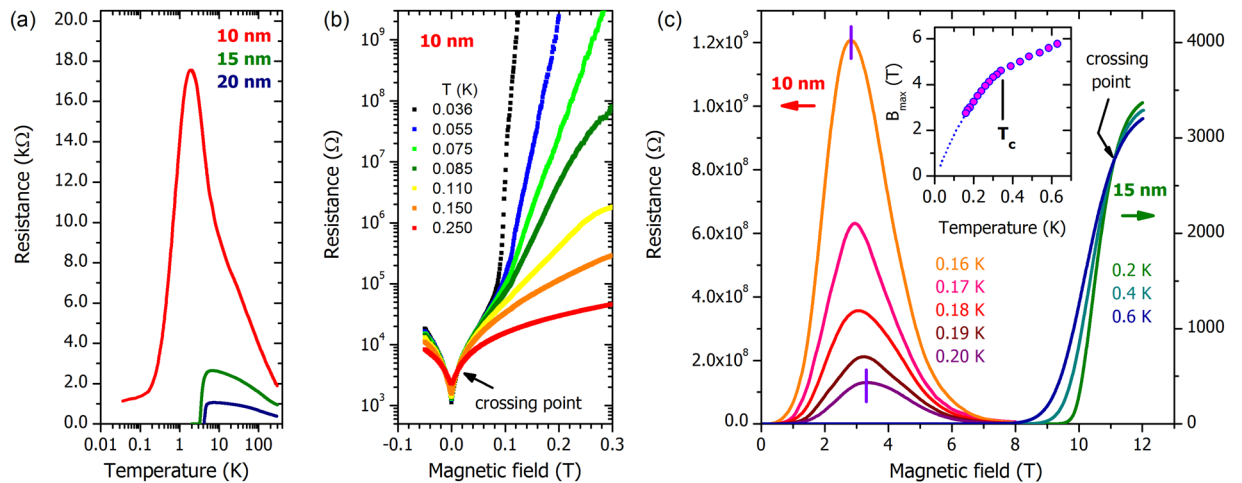 (a)
10 nm
15 nm
20 nm
Resistance (kΩ)
20.0
18.0
16.0
14.0
12.0
10.0
8.0
6.0
4.0
2.0
0.0
0.01 0.1 1 10 100
Temperature (K)
(b)
10 nm
T (K)
0.036
0.055
0.075
0.085
0.110
0.150
0.250
Resistance (Ω)
10⁹
10⁸
10⁷
10⁶
10⁵
10⁴
10³
crossing point
-0.1 0.0 0.1 0.2 0.3
Magnetic field (T)
(c)
10 nm
Resistance (Ω)
1.2x10⁹
1.0x10⁹
8.0x10⁸
6.0x10⁸
4.0x10⁸
2.0x10⁸
0.0
0 2 4 6 8 10 12
Magnetic field (T)
B max (T)
6
4
2
0
T c
0.0 0.2 0.4 0.6
Temperature (K)
0.16 K
0.17 K
0.18 K
0.19 K
0.20 K
crossing
point
15 nm
0.2 K
0.4 K
0.6 K
4000
3000
2000
1000
0